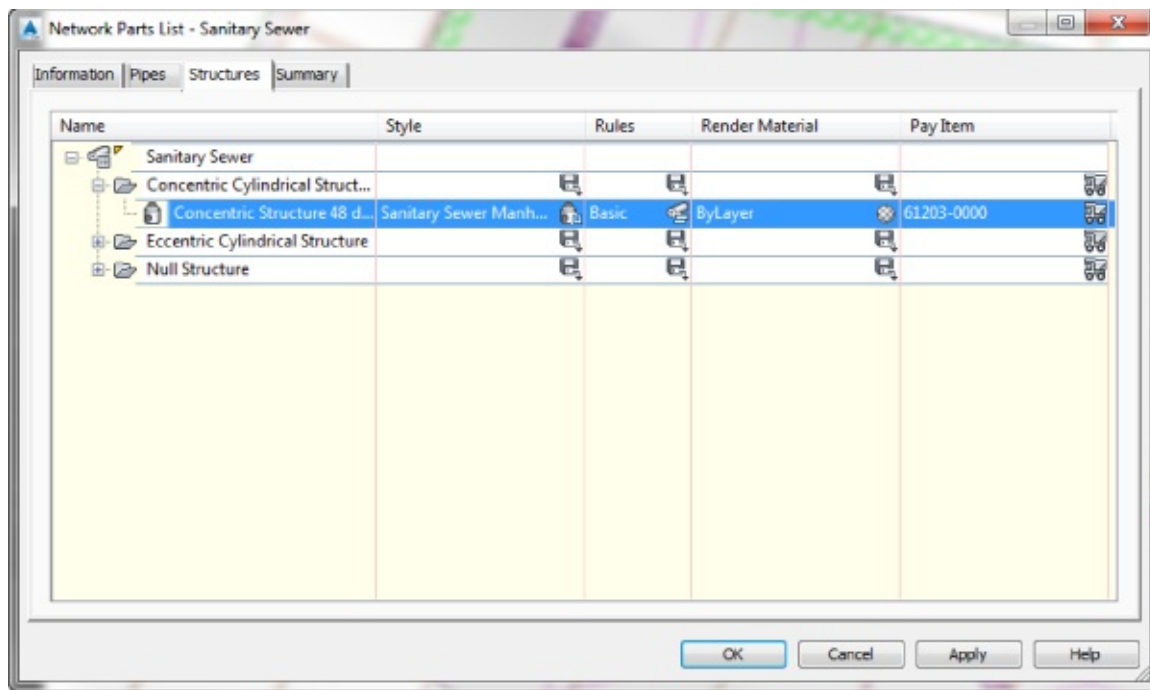 Network Parts List - Sanitary Sewer
Information Pipes Structures Summary
Name Style Rules Render Material Pay Item
Sanitary Sewer
Concentric Cylindrical Struct...
Concentric Structure 48 d... Sanitary Sewer Manh... Basic ByLayer 61203-0000
Eccentric Cylindrical Structure
Null Structure
OK Cancel Apply Help